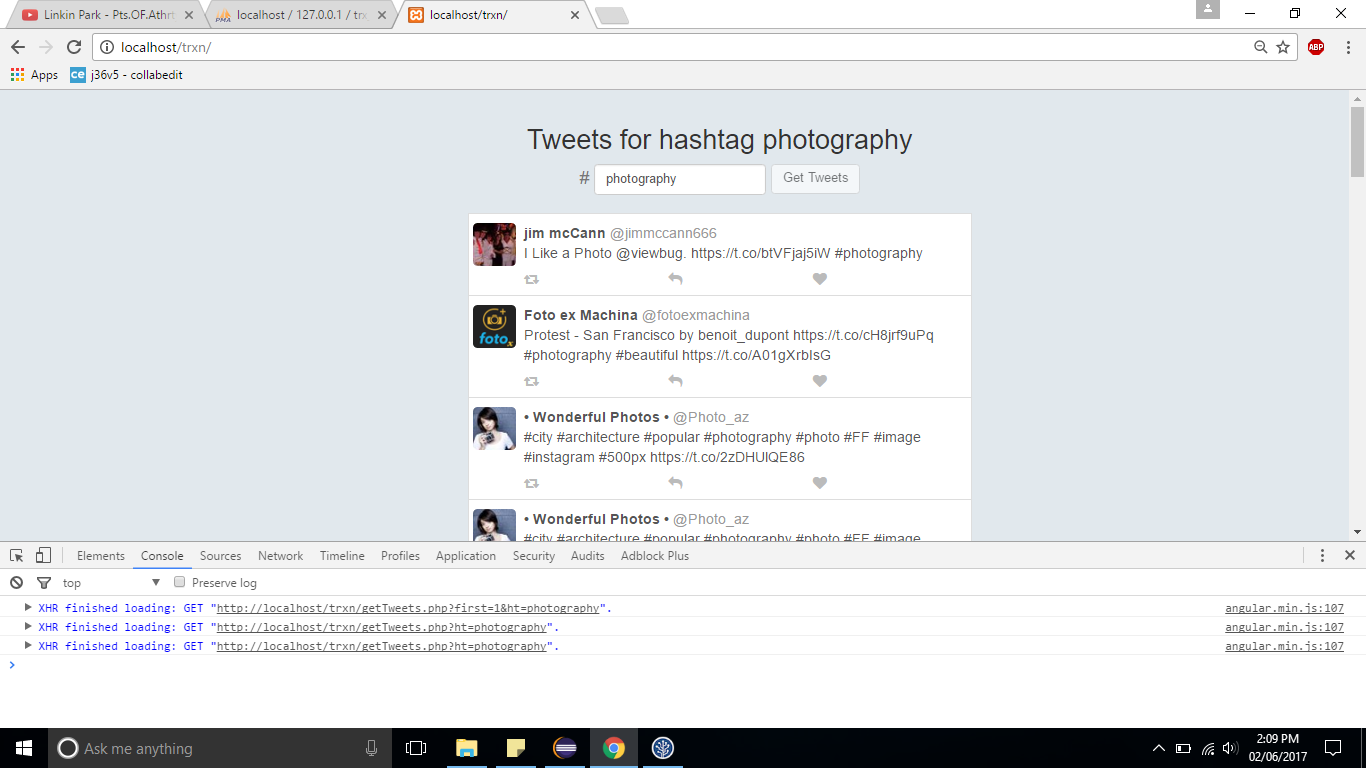 Linkin Park - Pts.OF.Athrt
localhost / 127.0.0.1 / trx
localhost/trxn/
localhost/trxn/
ABP
Apps
ce
j36v5 - collabedit
Tweets for hashtag photography
# photography Get Tweets
jim mcCann @jimmccann666
I Like a Photo @viewbug. https://t.co/btVFjaj5iW #photography
Foto ex Machina @fotoexmachina
foto x
Protest - San Francisco by benoit_dupont https://t.co/cH8jrf9uPq
#photography #beautiful https://t.co/A01gXrbIsG
• Wonderful Photos • @Photo_az
#city #architecture #popular #photography #photo #FF #image
#instagram #500px https://t.co/2zDHUlQE86
• Wonderful Photos • @Photo_az
#city #architecture #popular #photography #photo #FF #image
Elements Console Sources Network Timeline Profiles Application Security Audits Adblock Plus
top Preserve log
XHR finished loading: GET "http://localhost/trxn/getTweets.php?first=1&ht=photography". angular.min.js:107
XHR finished loading: GET "http://localhost/trxn/getTweets.php?ht=photography". angular.min.js:107
XHR finished loading: GET "http://localhost/trxn/getTweets.php?ht=photography". angular.min.js:107
Ask me anything
2:09 PM
02/06/2017